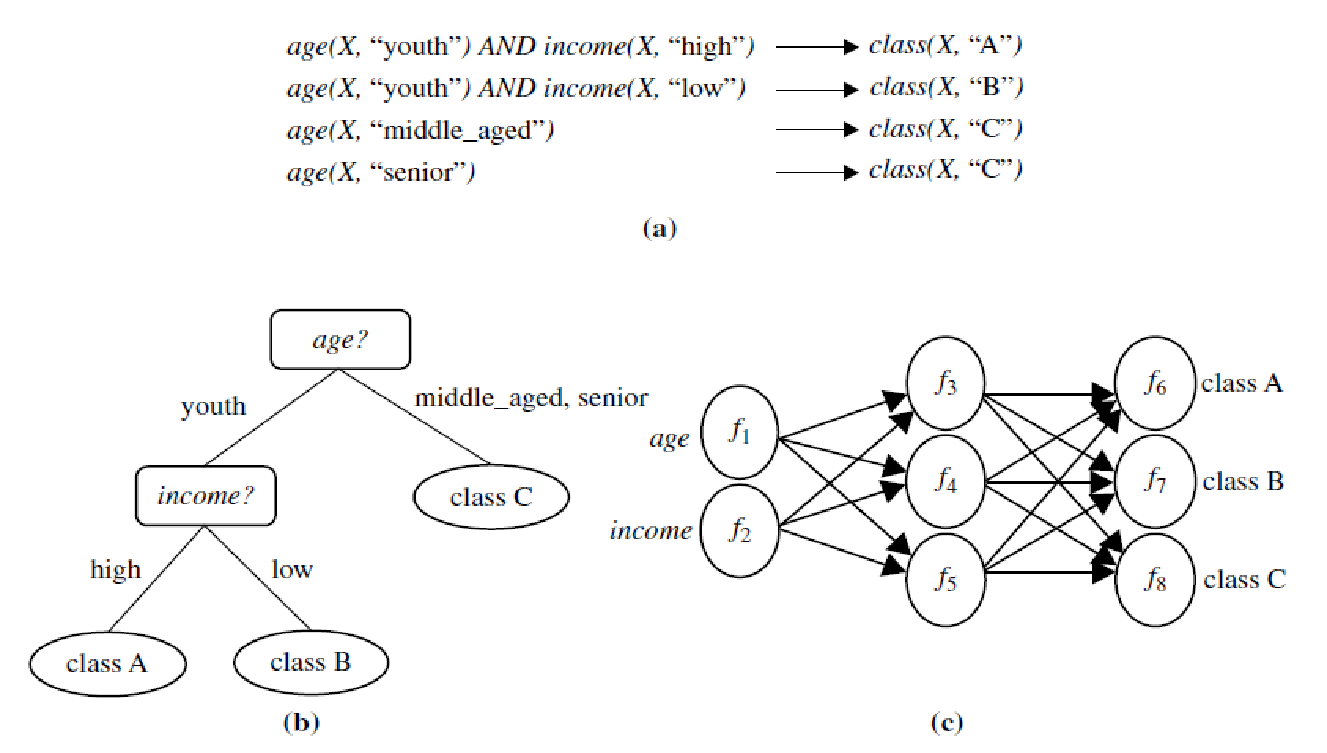 age(X, “youth”) AND income(X, “high”) class(X, “A”)
age(X, “youth”) AND income(X, “low”) class(X, “B”)
age(X, “middle_aged”) class(X, “C”)
age(X, “senior”) class(X, “C”)
(a)
age?
youth
middle_aged, senior
income?
class C
high
low
class A
class B
(b)
age
income
f1
f2
f3
f4
f5
f6
f7
f8
class A
class B
class C
(c)